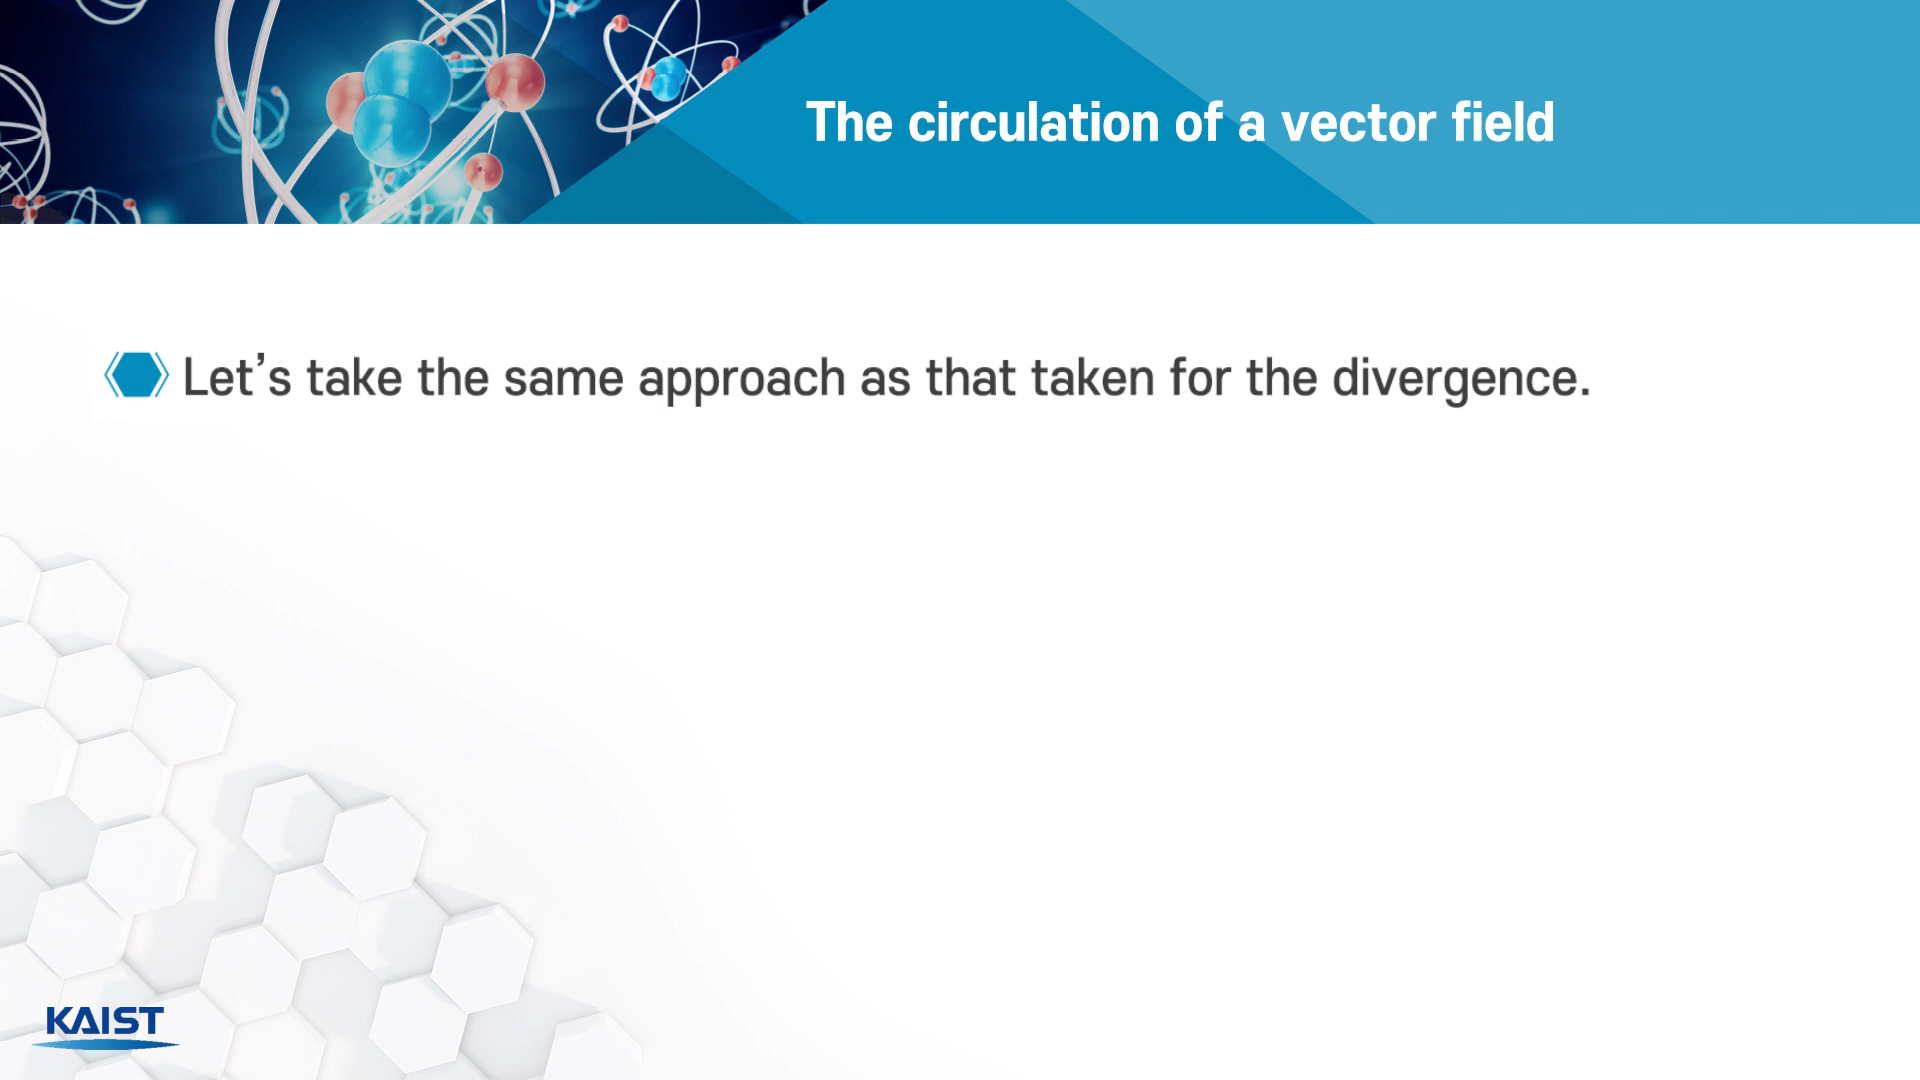 The circulation of a vector field
Let’s take the same approach as that taken for the divergence.
KAIST